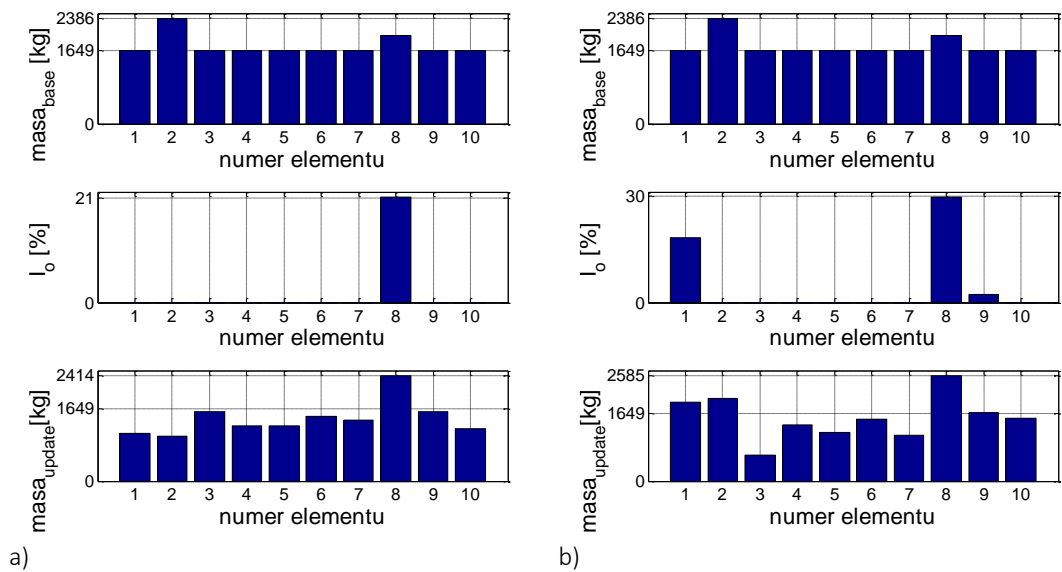 2386
1649
0
masa_base [kg]
1 2 3 4 5 6 7 8 9 10
numer elementu
21
0
I_o [%]
1 2 3 4 5 6 7 8 9 10
numer elementu
2414
1649
0
masa_update[kg]
1 2 3 4 5 6 7 8 9 10
numer elementu
a)
2386
1649
0
masa_base [kg]
1 2 3 4 5 6 7 8 9 10
numer elementu
30
0
I_o [%]
1 2 3 4 5 6 7 8 9 10
numer elementu
2585
1649
0
masa_update[kg]
1 2 3 4 5 6 7 8 9 10
numer elementu
b)